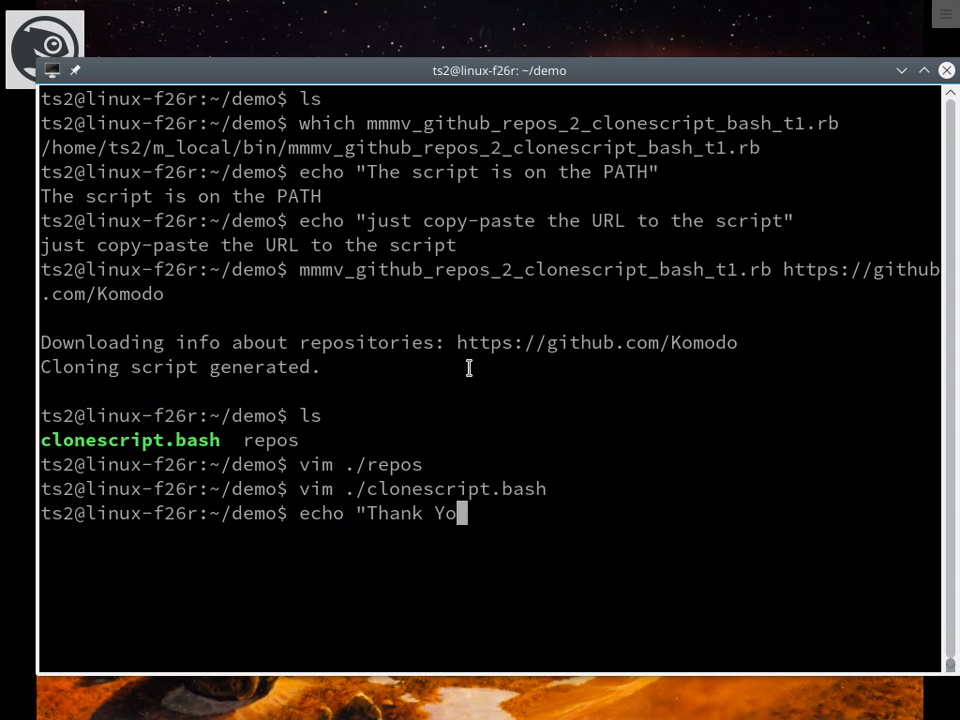 ts2@linux-f26r: ~/demo
ts2@linux-f26r:~/demo$ ls
ts2@linux-f26r:~/demo$ which mmmv_github_repos_2_clonescript_bash_t1.rb
/home/ts2/m_local/bin/mmmv_github_repos_2_clonescript_bash_t1.rb
ts2@linux-f26r:~/demo$ echo "The script is on the PATH"
The script is on the PATH
ts2@linux-f26r:~/demo$ echo "just copy-paste the URL to the script"
just copy-paste the URL to the script
ts2@linux-f26r:~/demo$ mmmv_github_repos_2_clonescript_bash_t1.rb https://github
.com/Komodo
Downloading info about repositories: https://github.com/Komodo
Cloning script generated.
ts2@linux-f26r:~/demo$ ls
clonescript.bash  repos
ts2@linux-f26r:~/demo$ vim ./repos
ts2@linux-f26r:~/demo$ vim ./clonescript.bash
ts2@linux-f26r:~/demo$ echo "Thank Yo